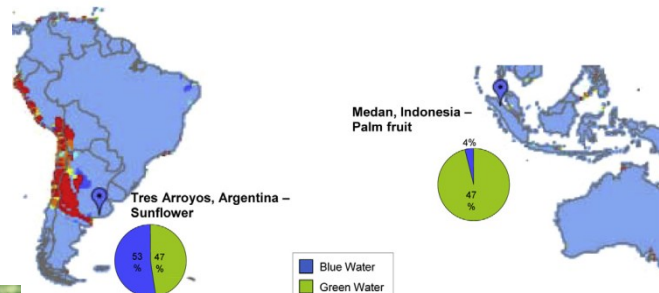 Medan, Indonesia –
Palm fruit
4%
47
%
Tres Arroyos, Argentina –
Sunflower
53
%
47
%
Blue Water
Green Water